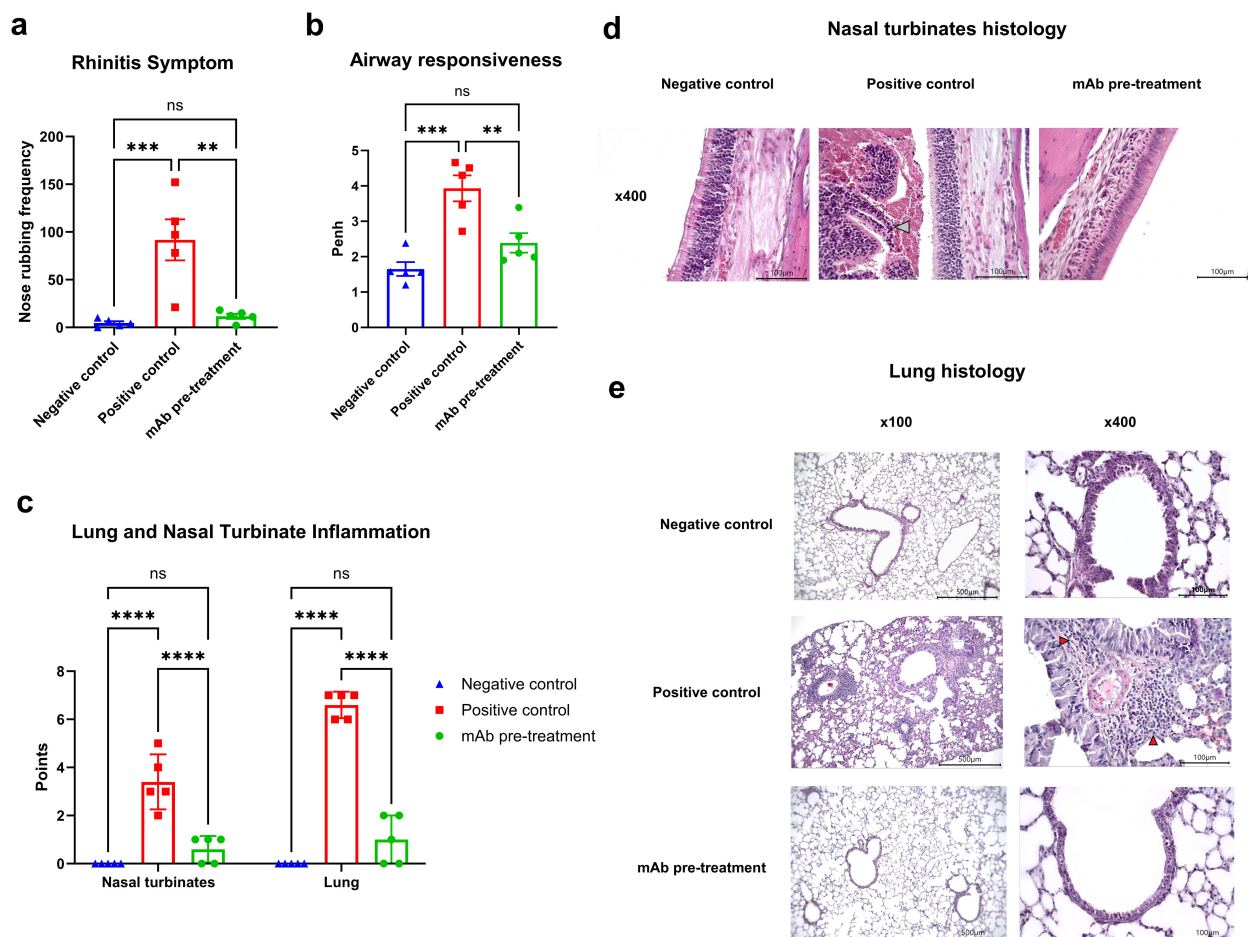 a
Rhinitis Symptom
ns
***
**
Nose rubbing frequency
200
150
100
50
0
Negative control
Positive control
mAb pre-treatment
b
Airway responsiveness
ns
***
**
Penh
5
4
3
2
1
0
Negative control
Positive control
mAb pre-treatment
c
Lung and Nasal Turbinate Inflammation
ns
ns
****
****
****
****
Points
8
6
4
2
0
Nasal turbinates
Lung
Negative control
Positive control
mAb pre-treatment
d
Nasal turbinates histology
Negative control
Positive control
mAb pre-treatment
x400
100µm
100µm
100µm
Lung histology
e
x100
x400
Negative control
500µm
100µm
Positive control
500µm
100µm
mAb pre-treatment
500µm
100µm